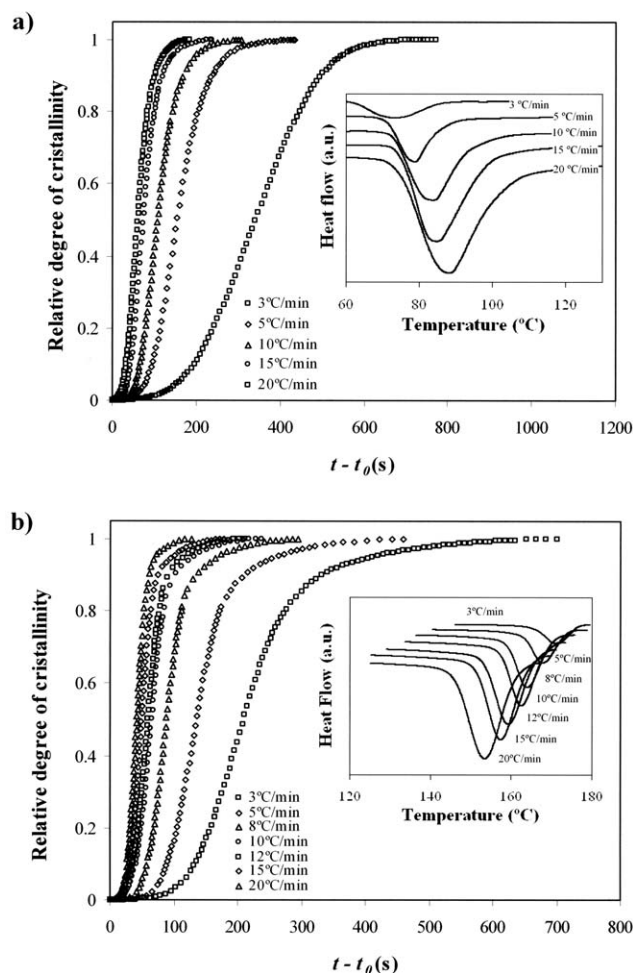 a)
Relative degree of cristallinity
1
0.8
0.6
0.4
0.2
0
0 200 400 600 800 1000 1200
t - t0(s)
3ºC/min
5ºC/min
10ºC/min
15ºC/min
20ºC/min
Heat flow (a.u.)
3 ºC/min
5 ºC/min
10 ºC/min
15 ºC/min
20 ºC/min
60 80 100 120
Temperature (ºC)
b)
Relative degree of cristallinity
1
0.8
0.6
0.4
0.2
0
0 100 200 300 400 500 600 700 800
t - t0(s)
3ºC/min
5ºC/min
8ºC/min
10ºC/min
12ºC/min
15ºC/min
20ºC/min
Heat Flow (a.u.)
3ºC/min
5ºC/min
8ºC/min
10ºC/min
12ºC/min
15ºC/min
20ºC/min
120 140 160 180
Temperature (ºC)